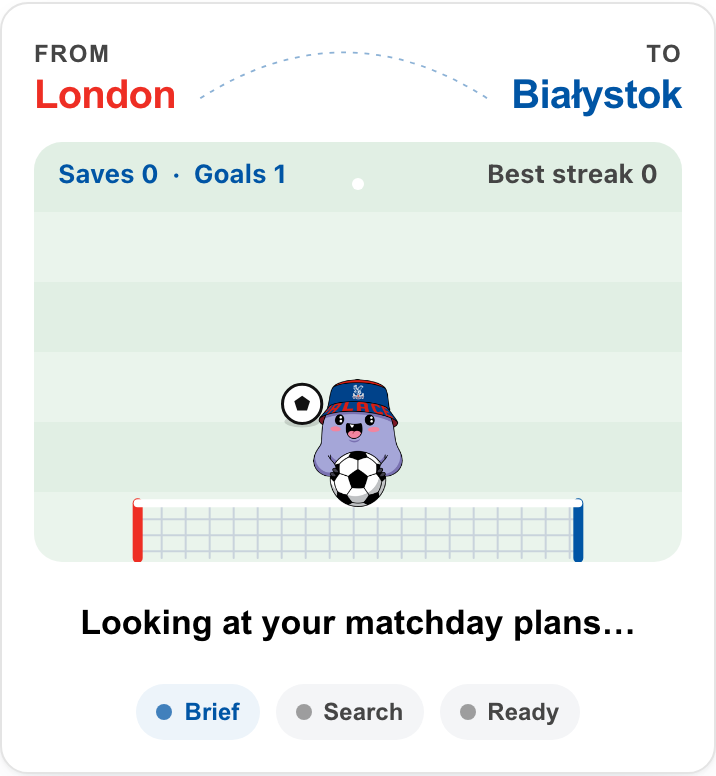 FROM
TO
London
Białystok
Saves 0 · Goals 1
Best streak 0
Looking at your matchday plans...
Brief
Search
Ready